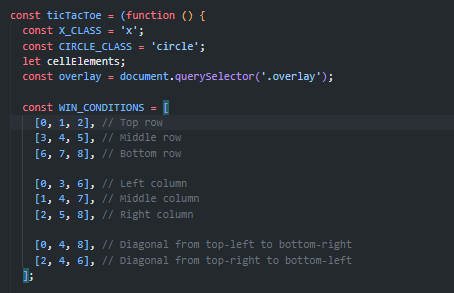 const ticTacToe = (function () {
  const X_CLASS = 'x';
  const CIRCLE_CLASS = 'circle';
  let cellElements;
  const overlay = document.querySelector('.overlay');

  const WIN_CONDITIONS = [
    [0, 1, 2], // Top row
    [3, 4, 5], // Middle row
    [6, 7, 8], // Bottom row

    [0, 3, 6], // Left column
    [1, 4, 7], // Middle column
    [2, 5, 8], // Right column

    [0, 4, 8], // Diagonal from top-left to bottom-right
    [2, 4, 6], // Diagonal from top-right to bottom-left
  ];